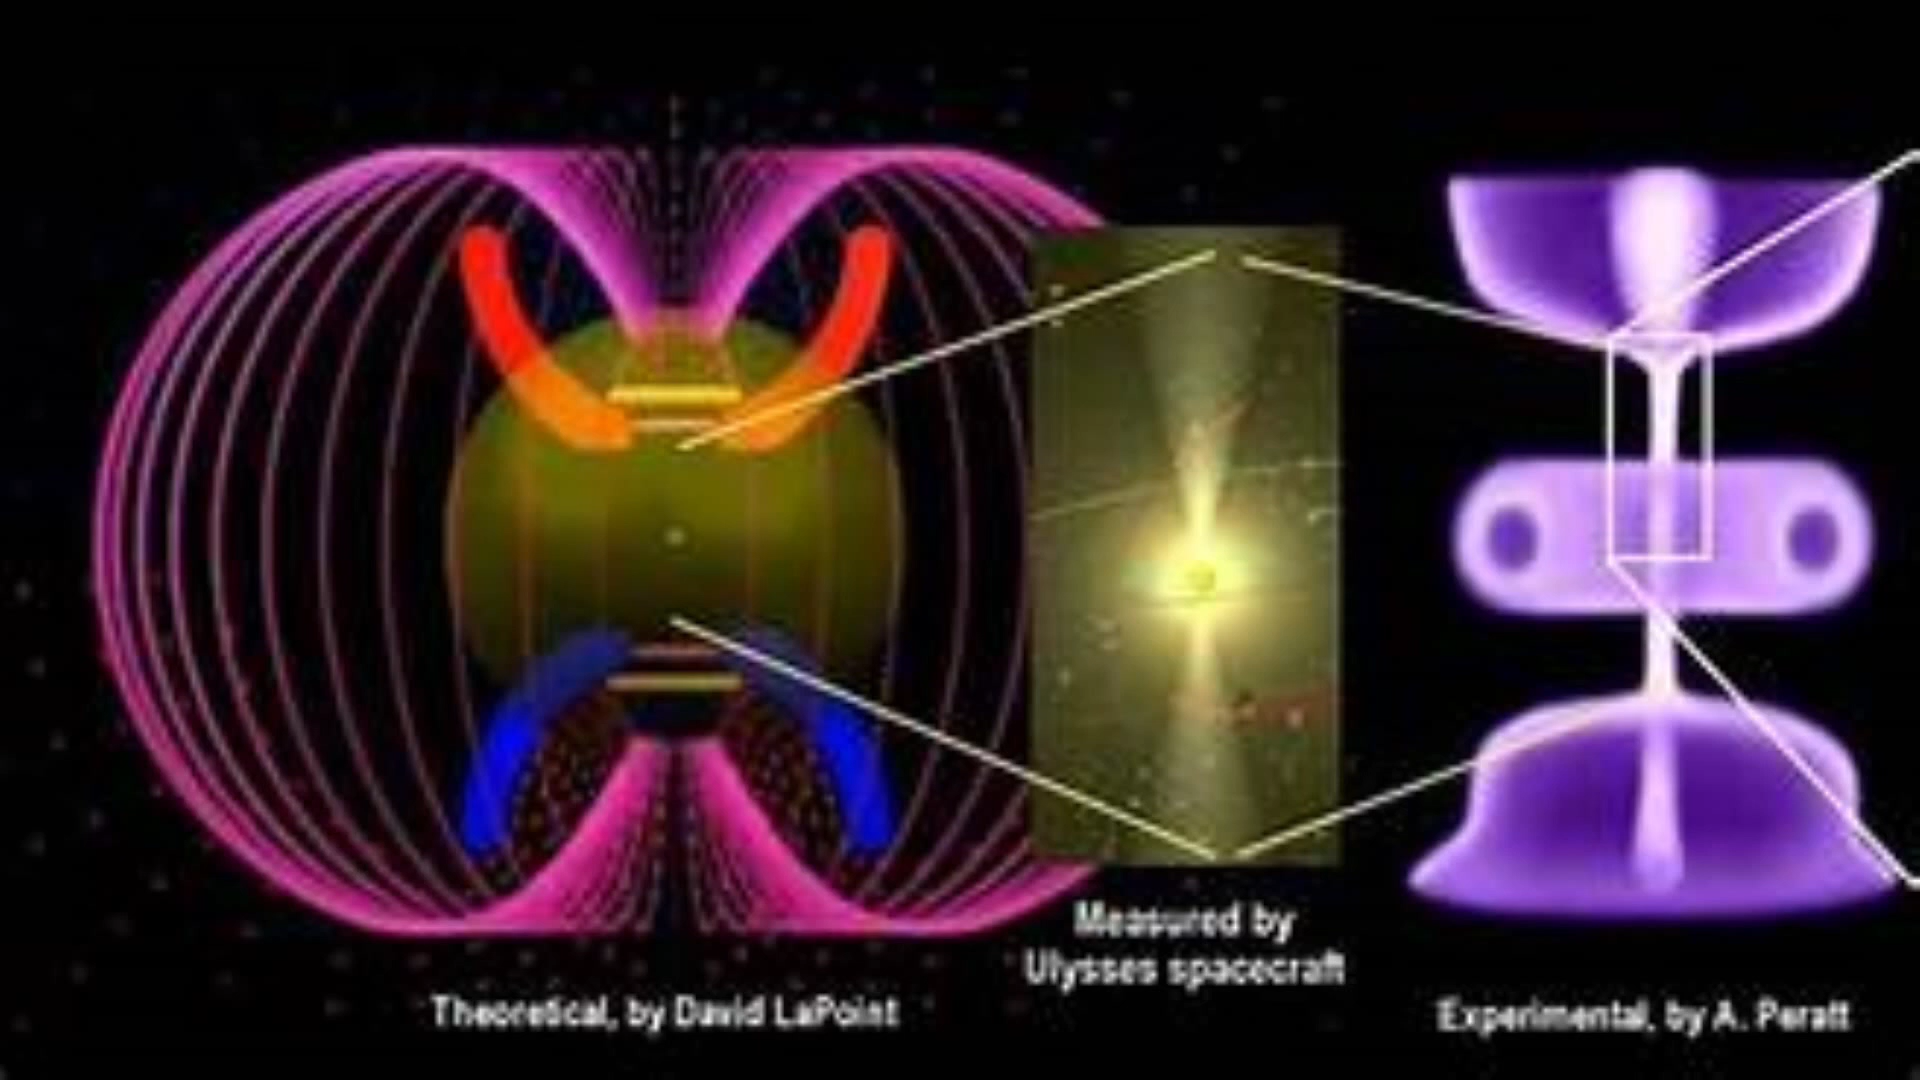 Measured by
Ulysses spacecraft
Theoretical, by David LaPoint
Experimental, by A. Peratt